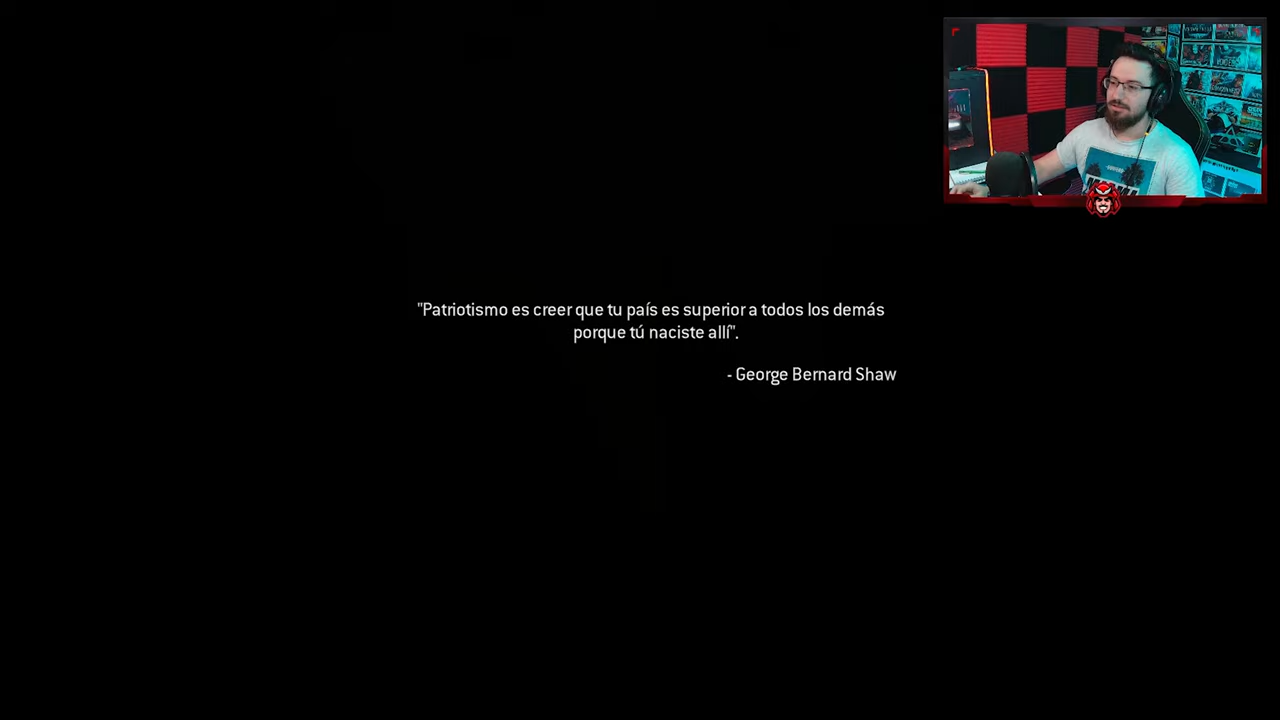 "Patriotismo es creer que tu país es superior a todos los demás
porque tú naciste allí".
- George Bernard Shaw